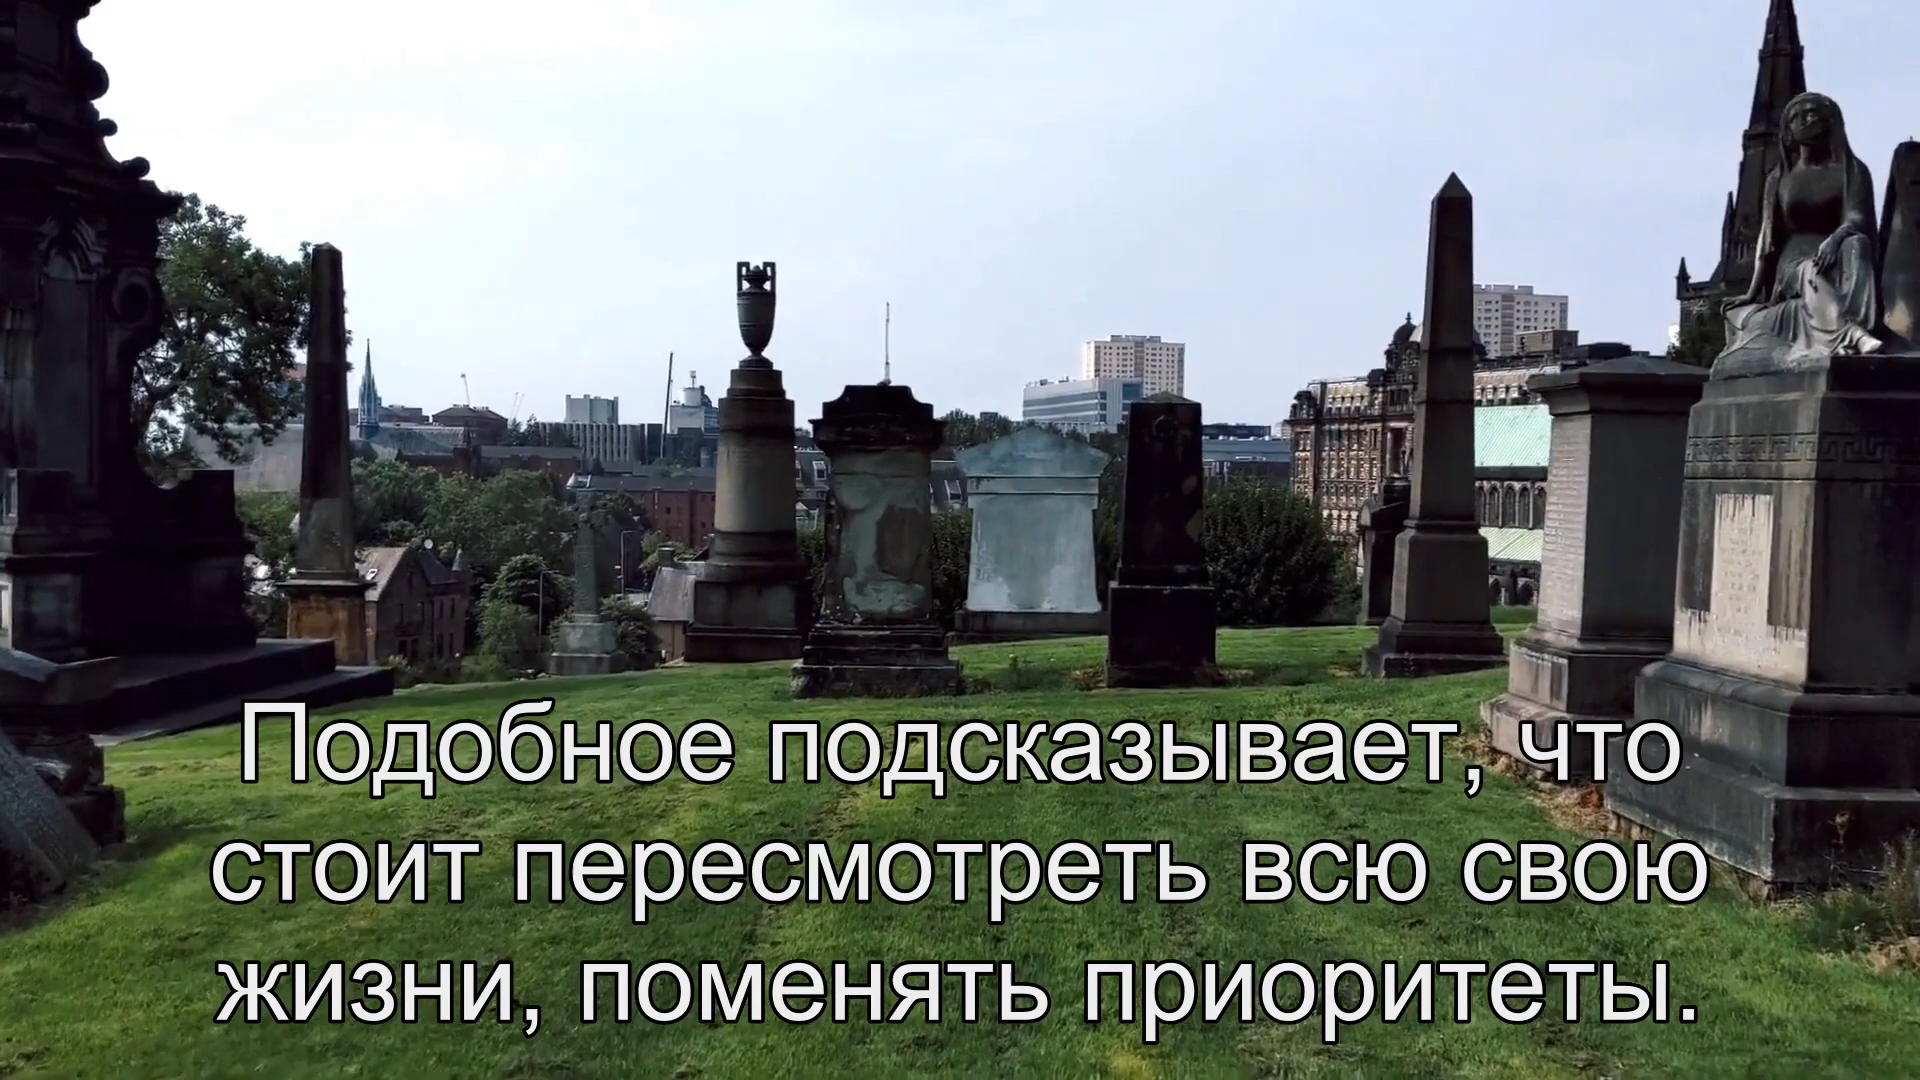 Подобное подсказывает, что
стоит пересмотреть всю свою
жизни, поменять приоритеты.